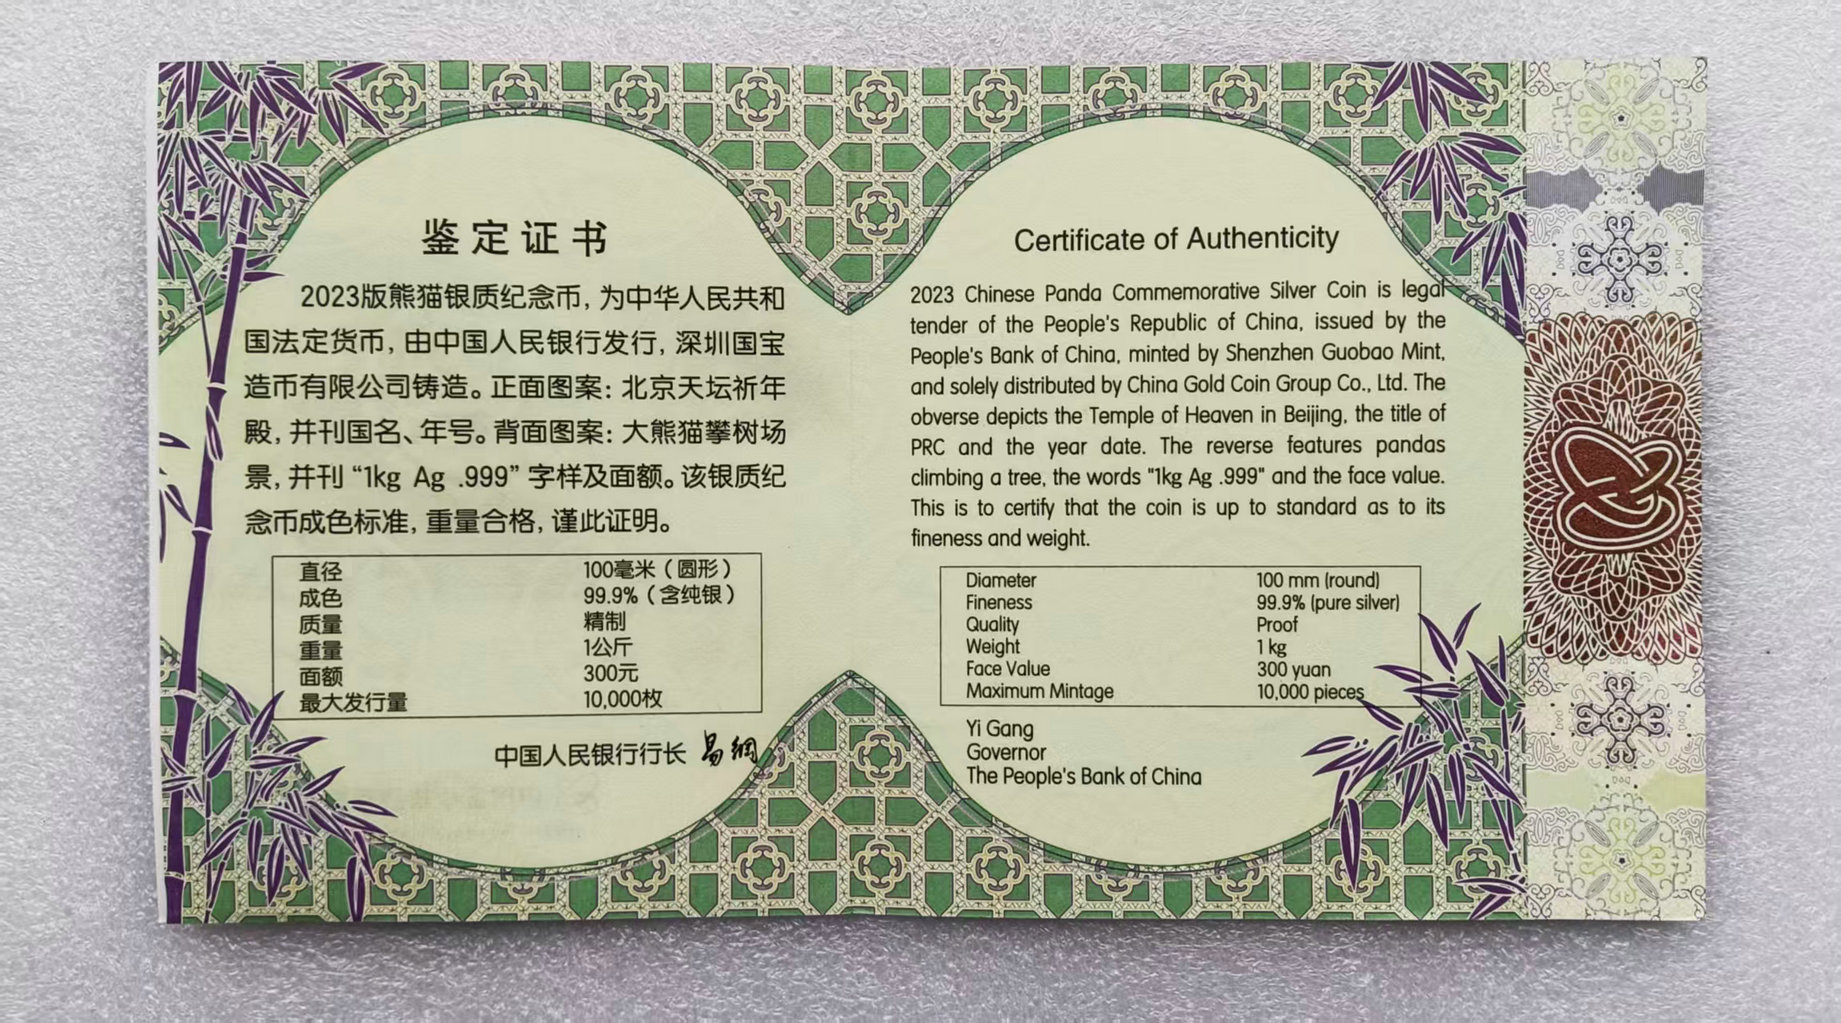 鉴定证书
2023版熊猫银质纪念币，为中华人民共和
国法定货币，由中国人民银行发行，深圳国宝
造币有限公司铸造。正面图案：北京天坛祈年
殿，并刊国名、年号。背面图案：大熊猫攀树场
景，并刊“1kg Ag .999”字样及面额。该银质纪
念币成色标准，重量合格，谨此证明。
直径 100毫米（圆形）
成色 99.9%（含纯银）
质量 精制
重量 1公斤
面额 300元
最大发行量 10,000枚
中国人民银行行长 易纲
Certificate of Authenticity
2023 Chinese Panda Commemorative Silver Coin is legal
tender of the People's Republic of China, issued by the
People's Bank of China, minted by Shenzhen Guobao Mint,
and solely distributed by China Gold Coin Group Co., Ltd. The
obverse depicts the Temple of Heaven in Beijing, the title of
PRC and the year date. The reverse features pandas
climbing a tree, the words "1kg Ag .999" and the face value.
This is to certify that the coin is up to standard as to its
fineness and weight.
Diameter 100 mm (round)
Fineness 99.9% (pure silver)
Quality Proof
Weight 1 kg
Face Value 300 yuan
Maximum Mintage 10,000 pieces
Yi Gang
Governor
The People's Bank of China